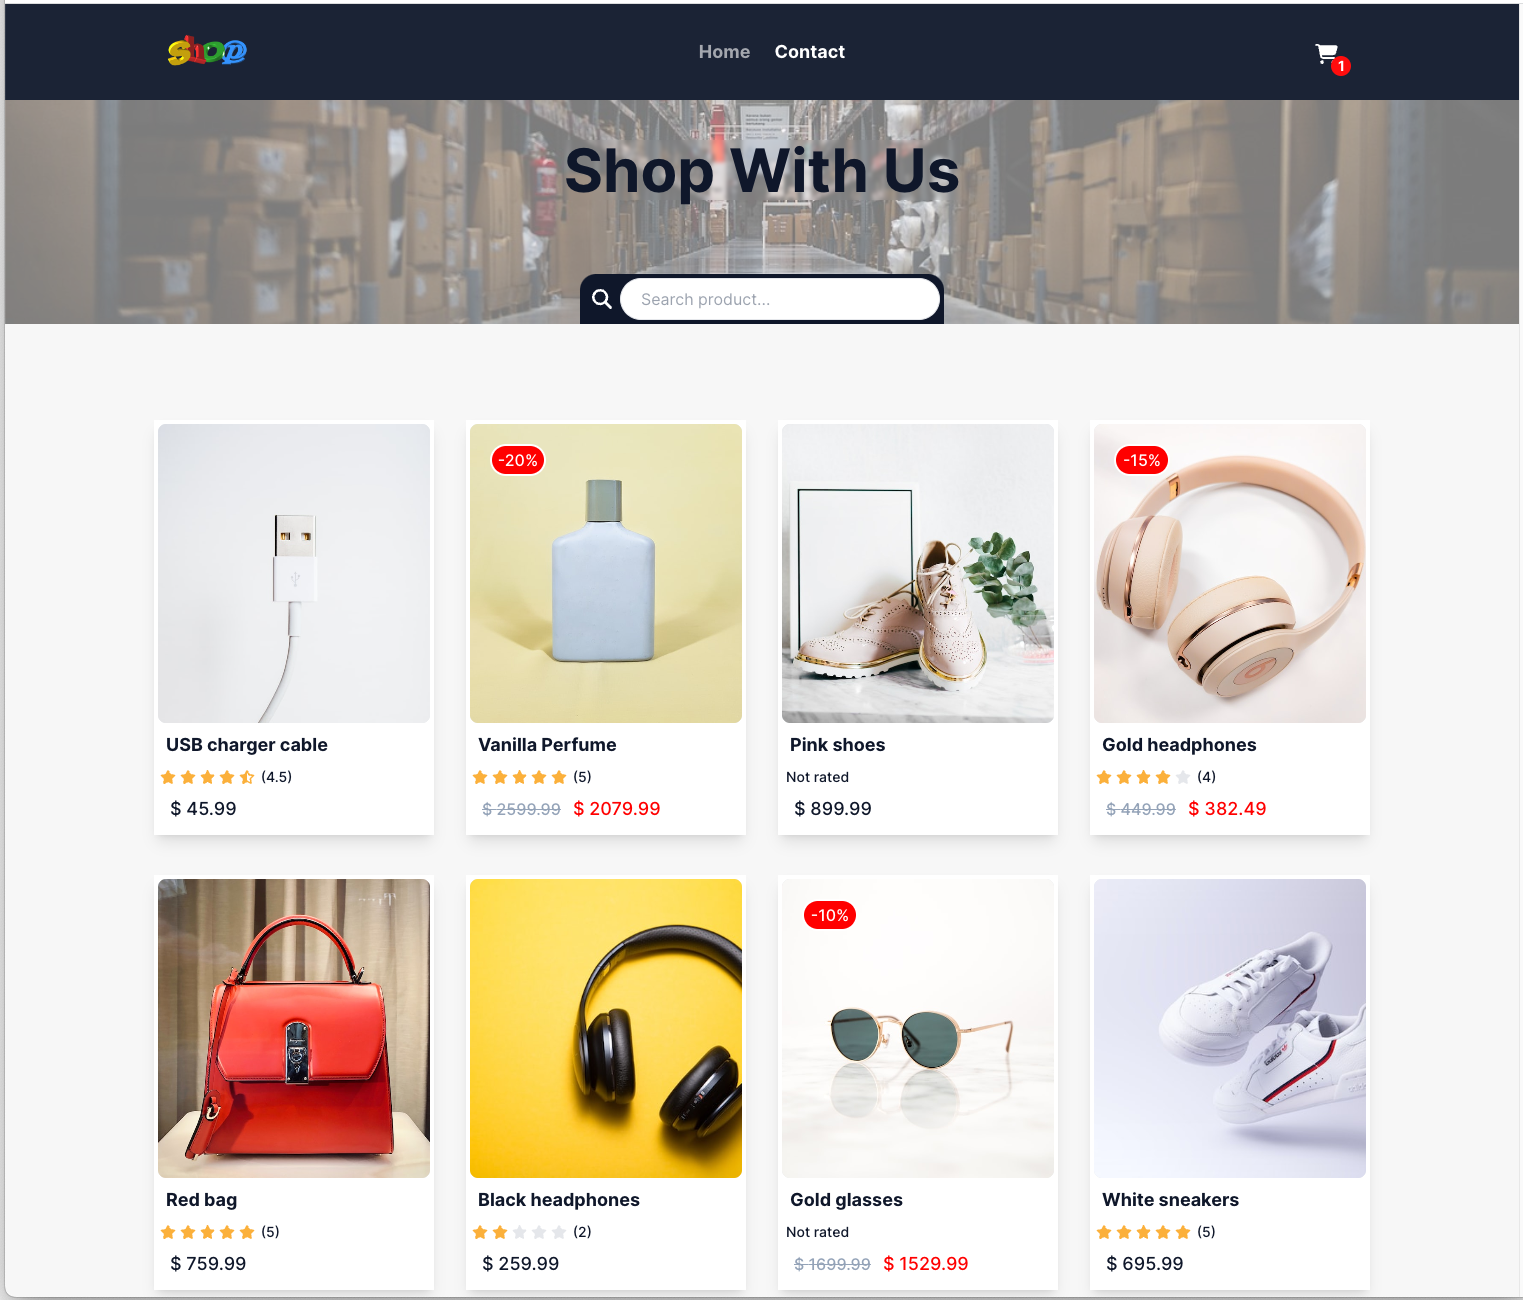 Shop
Home
Contact
1
Shop With Us
Search product...
-20%
-15%
USB charger cable
Vanilla Perfume
Pink shoes
Gold headphones
(4.5)
(5)
Not rated
(4)
$ 45.99
$ 2599.99 $ 2079.99
$ 899.99
$ 449.99 $ 382.49
-10%
Red bag
Black headphones
Gold glasses
White sneakers
(5)
(2)
Not rated
(5)
$ 759.99
$ 259.99
$ 1699.99 $ 1529.99
$ 695.99